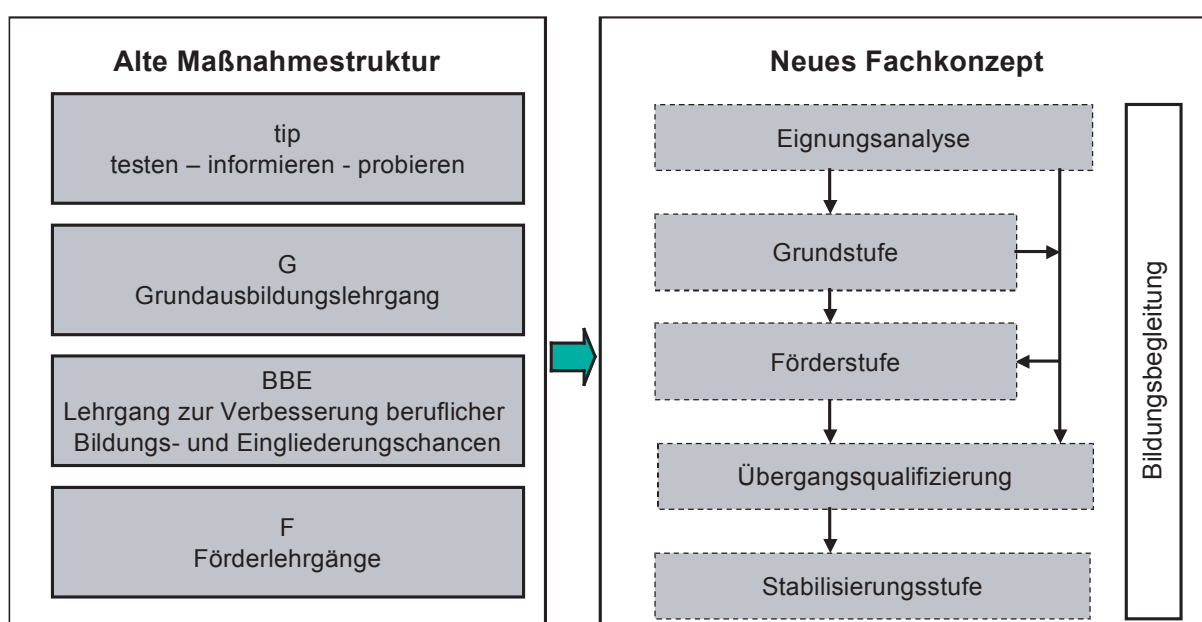 Alte Maßnahmestruktur
tip
testen – informieren - probieren
G
Grundausbildungslehrgang
BBE
Lehrgang zur Verbesserung beruflicher
Bildungs- und Eingliederungschancen
F
Förderlehrgänge
Neues Fachkonzept
Eignungsanalyse
Grundstufe
Förderstufe
Übergangsqualifizierung
Stabilisierungsstufe
Bildungsbegleitung